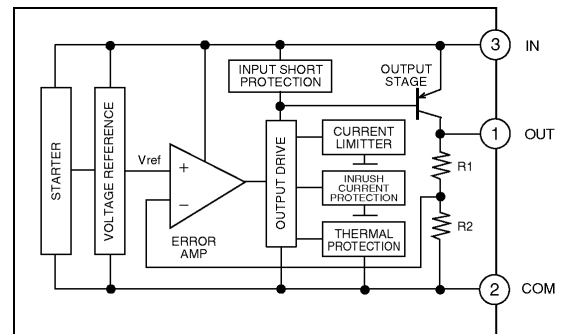 3 IN
INPUT SHORT
PROTECTION
OUTPUT
STAGE
STARTER
VOLTAGE REFERENCE
Vref
+
−
ERROR
AMP
OUTPUT DRIVE
CURRENT
LIMITTER
INRUSH
CURRENT
PROTECTION
THERMAL
PROTECTION
1 OUT
R1
R2
2 COM